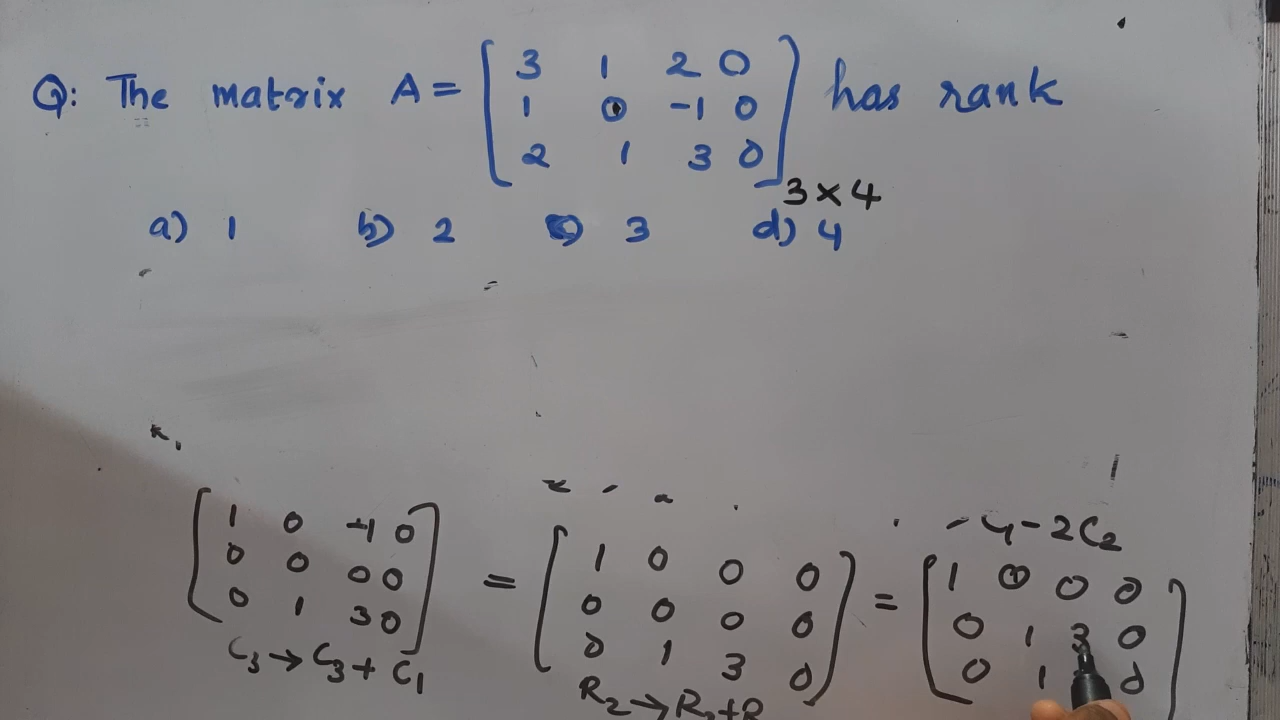 Q: The matrix A = [ 3 1 2 0
1 0 -1 0
2 1 3 0 ] 3×4 has rank
a) 1 b) 2 c) 3 d) 4
- C1 - 2C2
[ 1 0 -1 0
0 0 0 0
0 1 3 0 ]
= [ 1 0 0 0
0 0 0 0
0 1 3 0 ]
= [ 1 0 0 0
0 1 3 0
0 1 0 ]
C3 → C3 + C1
R2 → R2 + R